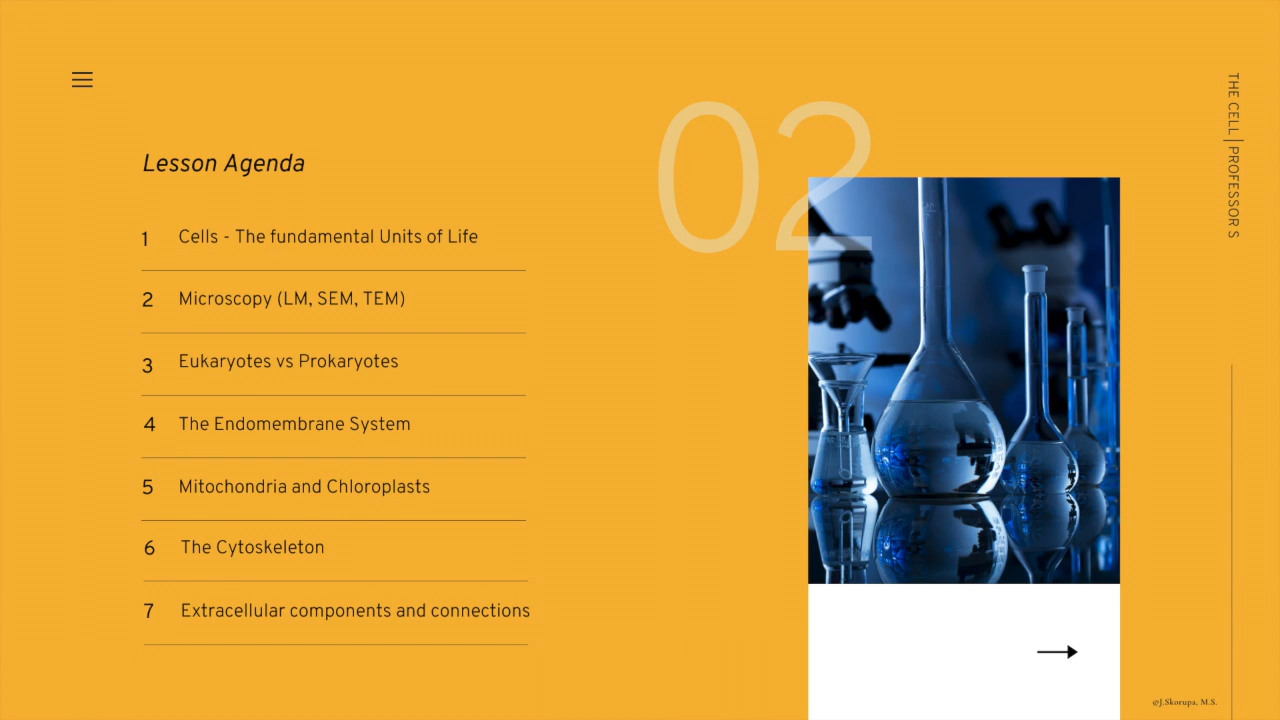 Lesson Agenda
02
1 Cells - The fundamental Units of Life
2 Microscopy (LM, SEM, TEM)
3 Eukaryotes vs Prokaryotes
4 The Endomembrane System
5 Mitochondria and Chloroplasts
6 The Cytoskeleton
7 Extracellular components and connections
THE CELL | PROFESSOR S
@J.Skorupa, M.S.